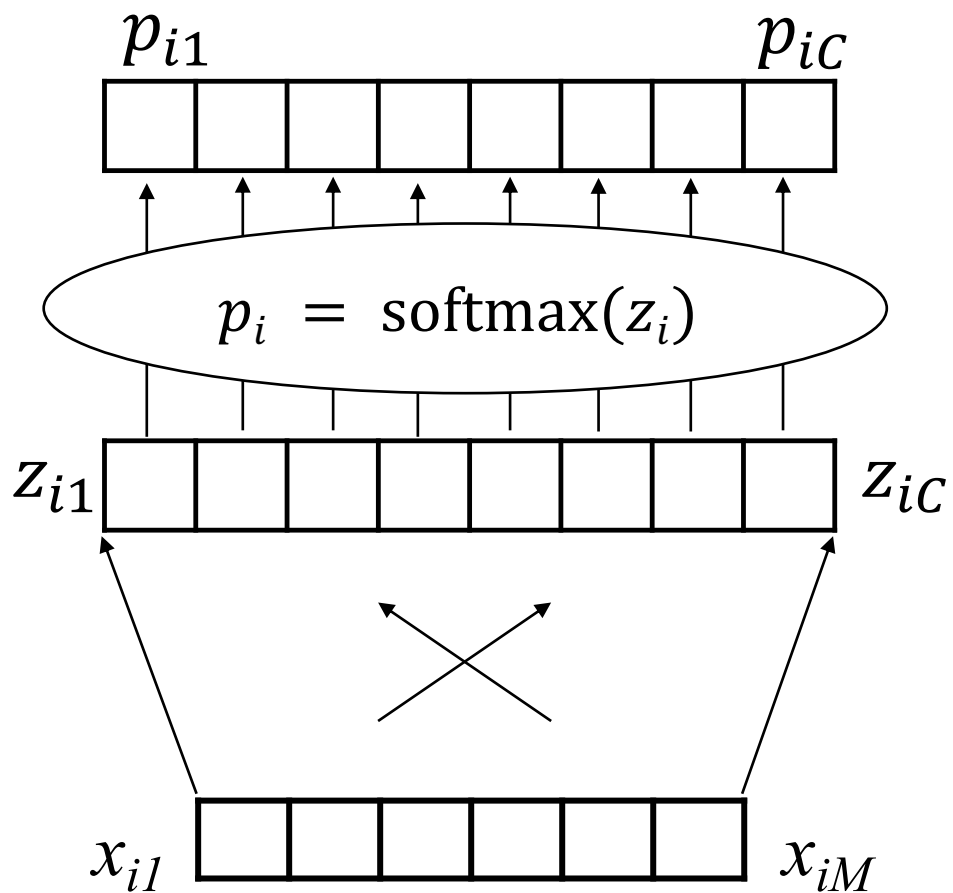 p_{i1} p_{iC}
p_i = softmax(z_i)
z_{i1} z_{iC}
x_{i1} x_{iM}